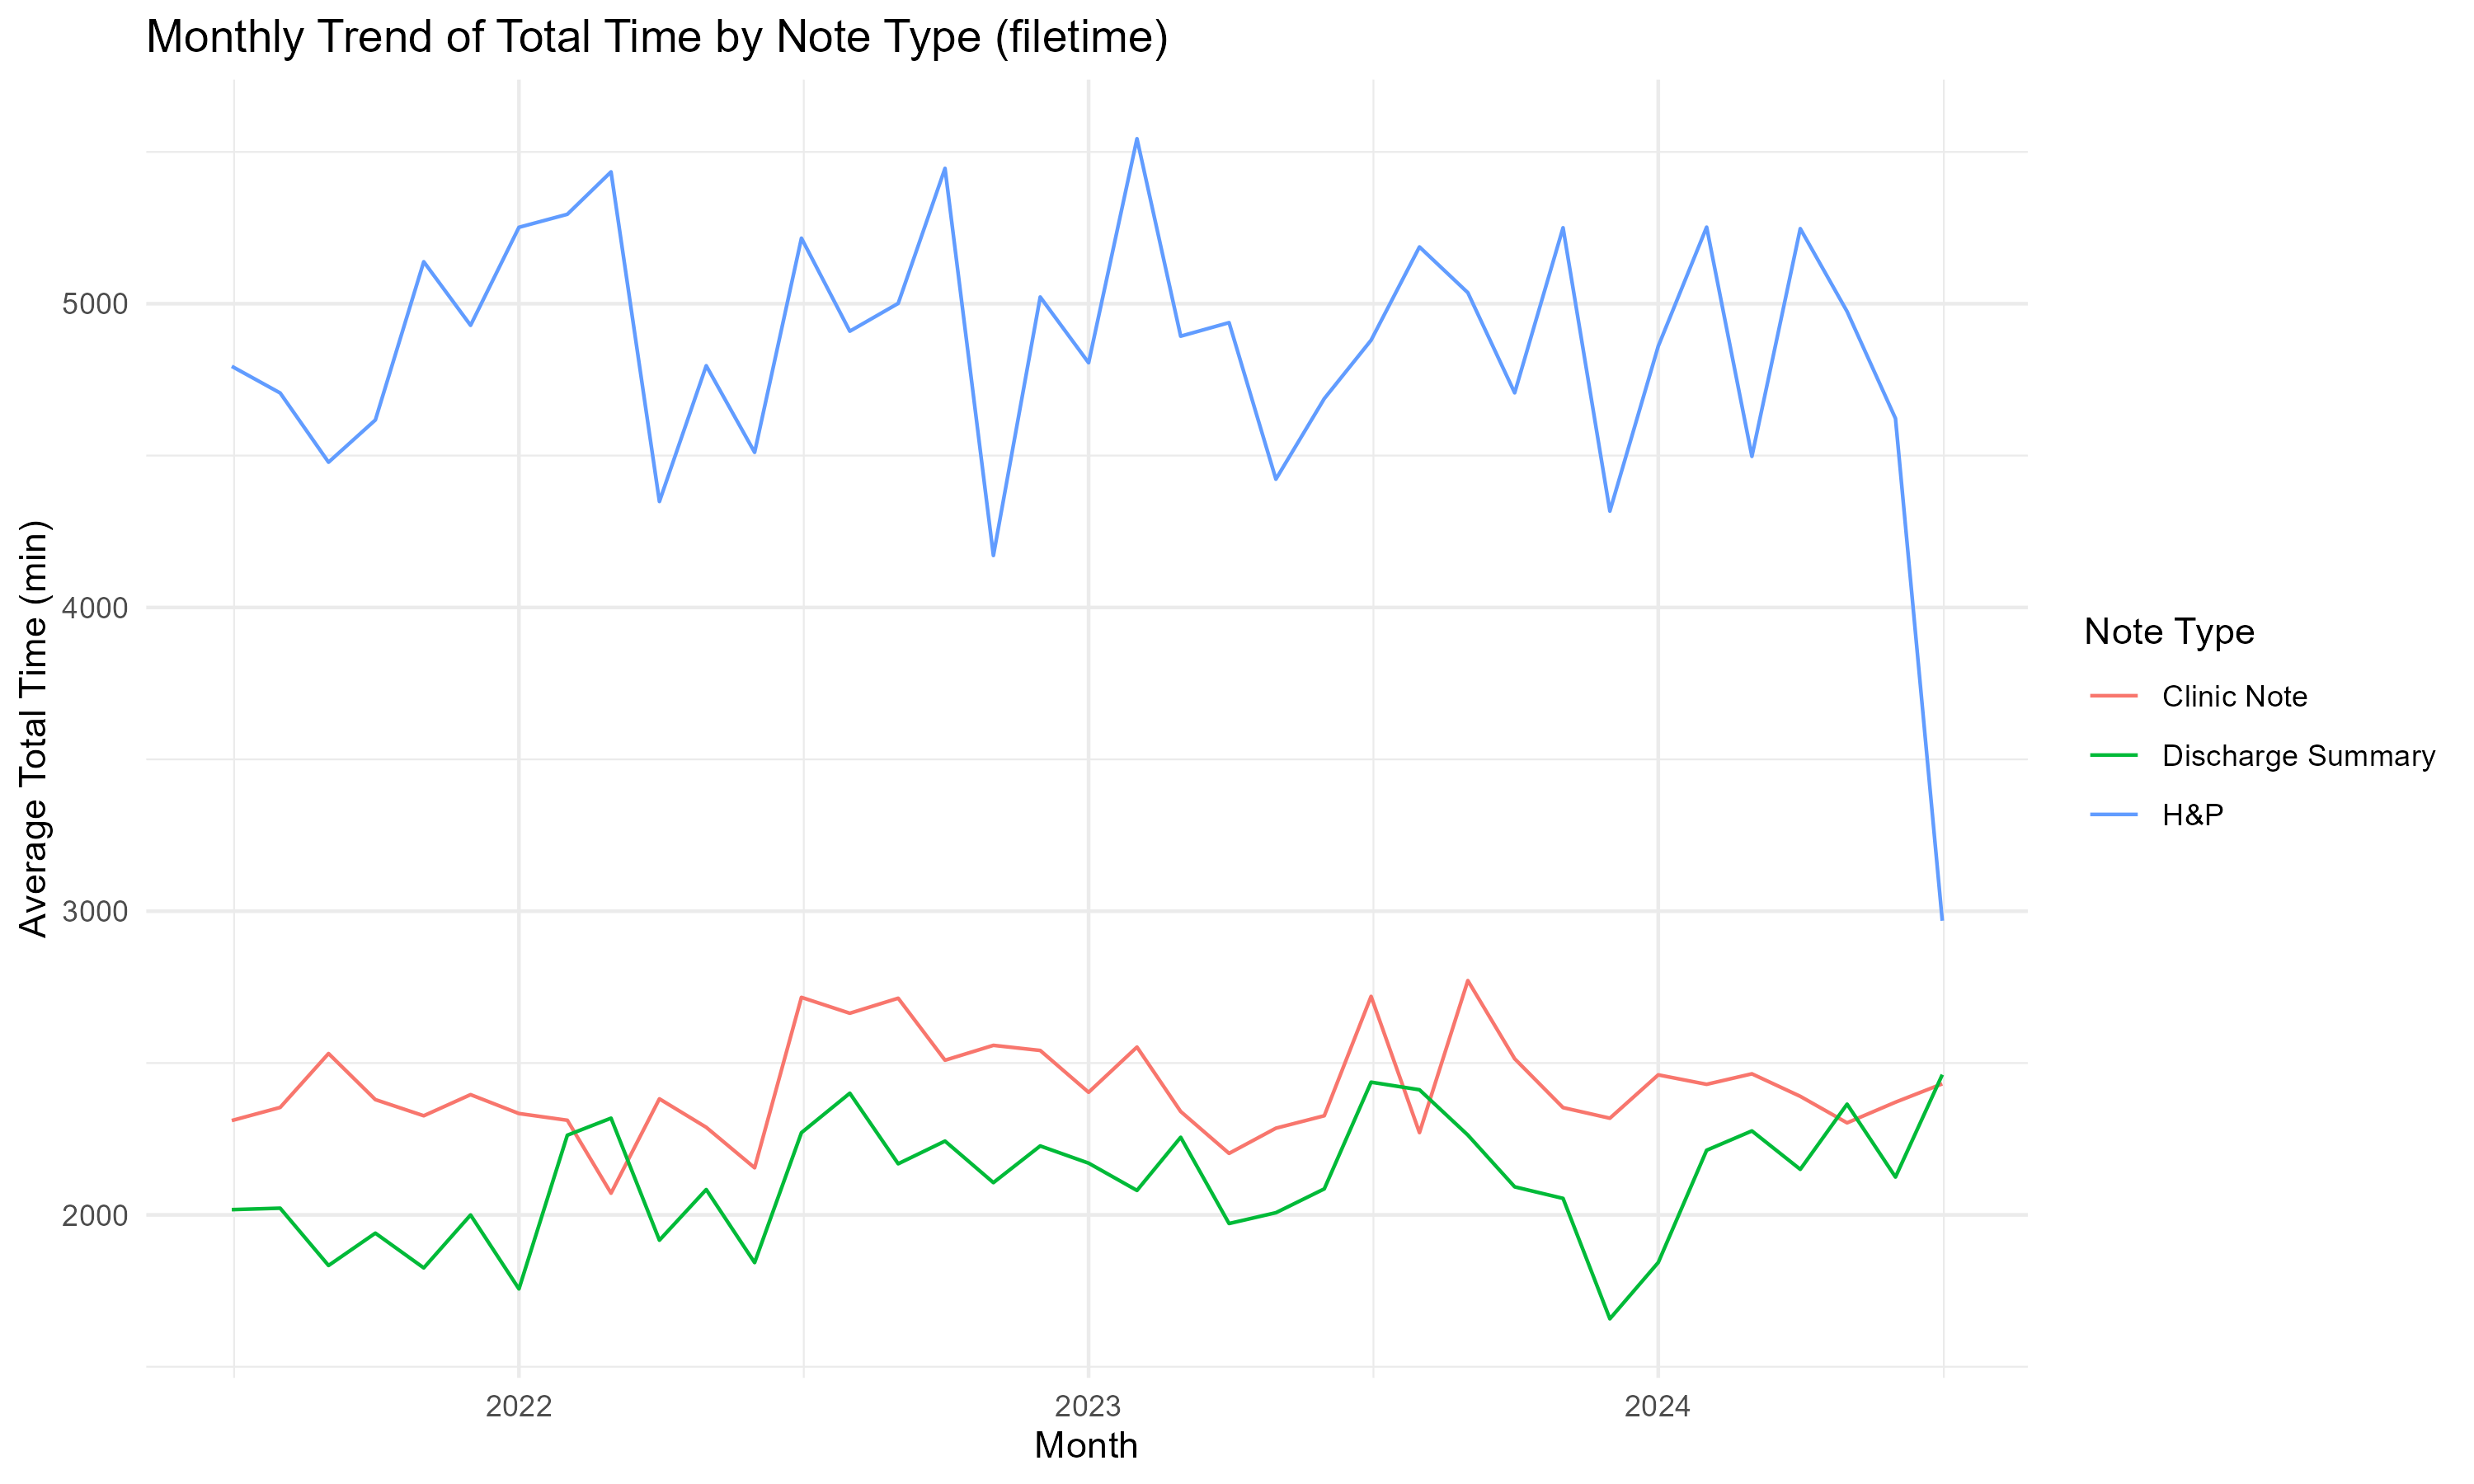 Monthly Trend of Total Time by Note Type (filetime)
Average Total Time (min)
5000
4000
3000
2000
2022
2023
2024
Month
Note Type
Clinic Note
Discharge Summary
H&P